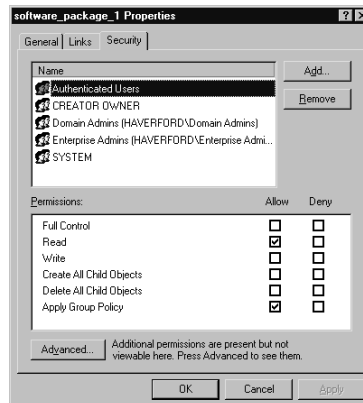 software_package_1 Properties
General Links Security
Name
Add...
Authenticated Users
Remove
CREATOR OWNER
Domain Admins (HAVERFORD\Domain Admins)
Enterprise Admins (HAVERFORD\Enterprise Admi...
SYSTEM
Permissions: Allow Deny
Full Control
Read
Write
Create All Child Objects
Delete All Child Objects
Apply Group Policy
Advanced... Additional permissions are present but not
viewable here. Press Advanced to see them.
OK Cancel Apply